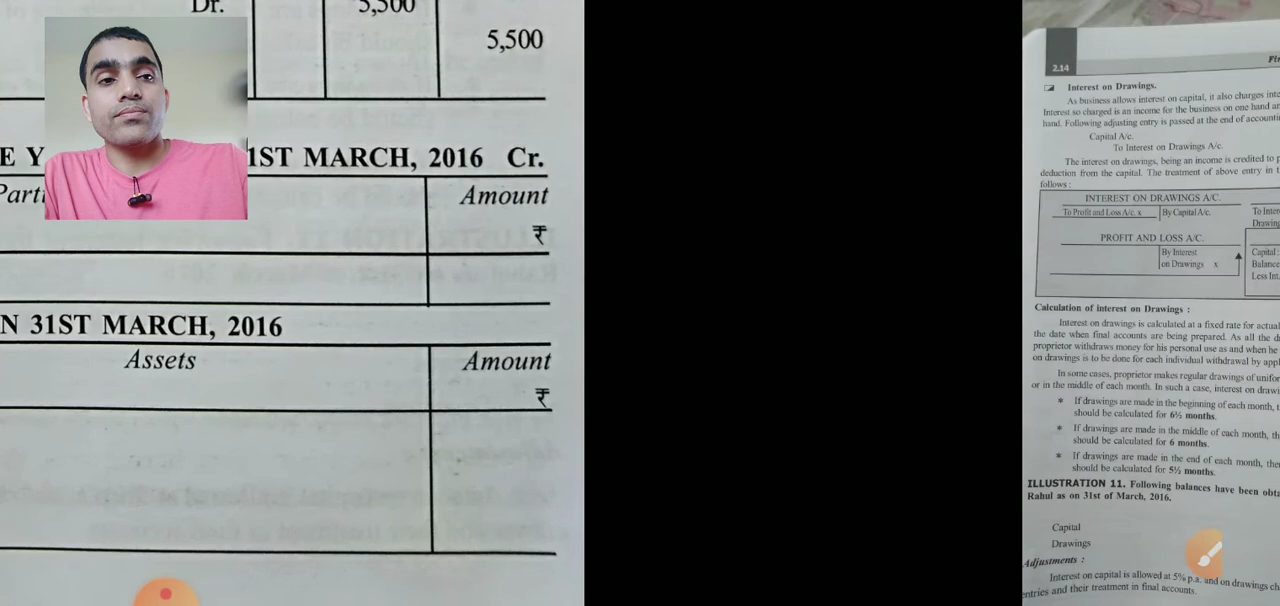 Dr.
5,500
5,500
E Y 1ST MARCH, 2016 Cr.
Parti
Amount
₹
N 31ST MARCH, 2016
Assets
Amount
₹
2.14
Fin
Interest on Drawings.
As business allows interest on capital, it also charges inte
Interest so charged is an income for the business on one hand an
hand. Following adjusting entry is passed at the end of accounti
Capital A/c.
To Interest on Drawings A/c.
The interest on drawings, being an income is credited to p
deduction from the capital. The treatment of above entry in t
follows :
INTEREST ON DRAWINGS A/C.
To Profit and Loss A/c. x
By Capital A/c.
To Inter
Drawing
PROFIT AND LOSS A/C.
By Interest
on Drawings x
Capital :
Balance
Less Int.
Calculation of interest on Drawings :
Interest on drawings is calculated at a fixed rate for actual
the date when final accounts are being prepared. As all the dr
proprietor withdraws money for his personal use as and when he
on drawings is to be done for each individual withdrawal by appl
In some cases, proprietor makes regular drawings of unifor
or in the middle of each month. In such a case, interest on drawi
* If drawings are made in the beginning of each month, t
should be calculated for 6½ months.
* If drawings are made in the middle of each month, the
should be calculated for 6 months.
* If drawings are made in the end of each month, then
should be calculated for 5½ months.
ILLUSTRATION 11. Following balances have been obta
Rahul as on 31st of March, 2016.
Capital
Drawings
Adjustments :
Interest on capital is allowed at 5% p.a. and on drawings ch
entries and their treatment in final accounts.